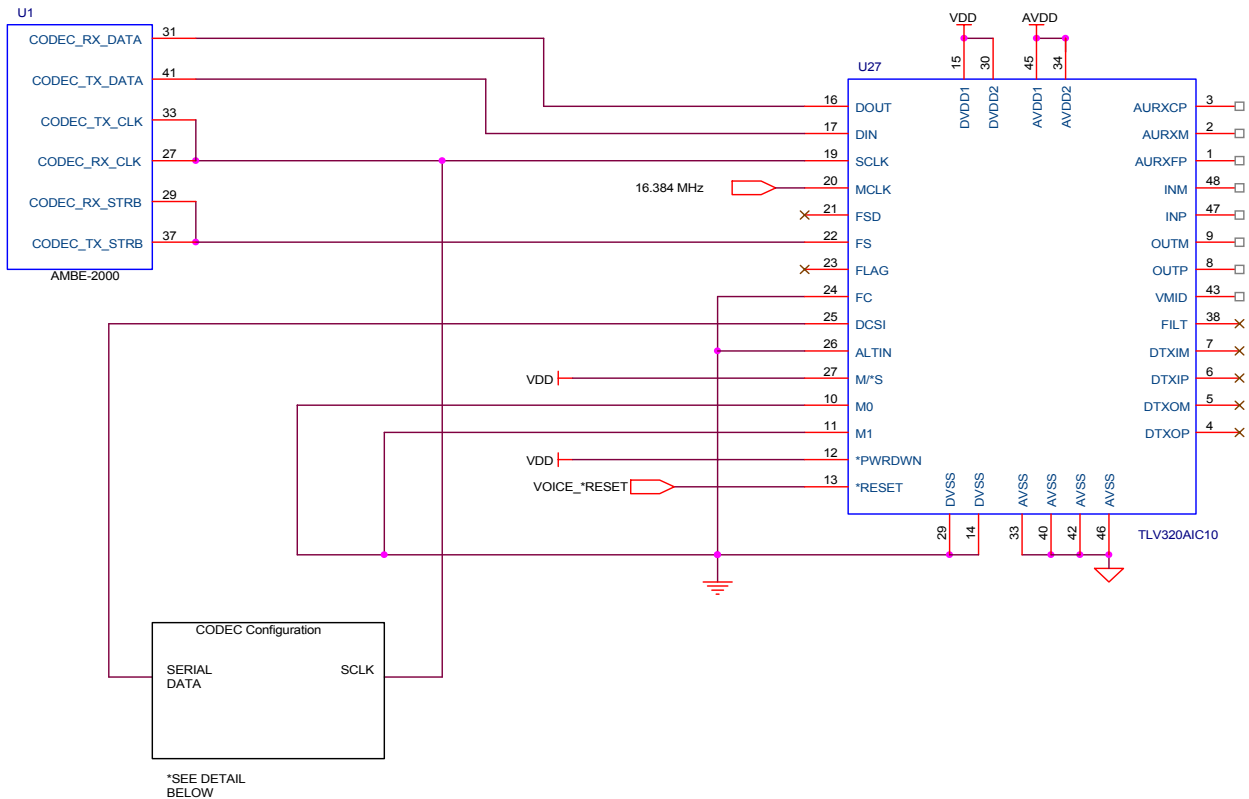 U1
CODEC_RX_DATA 31
CODEC_TX_DATA 41
CODEC_TX_CLK 33
CODEC_RX_CLK 27
CODEC_RX_STRB 29
CODEC_TX_STRB 37
AMBE-2000
VDD AVDD
15 30 45 34
U27
DVDD1 DVDD2 AVDD1 AVDD2
16 DOUT
17 DIN
19 SCLK
16.384 MHz 20 MCLK
21 FSD
22 FS
23 FLAG
24 FC
25 DCSI
26 ALTIN
VDD 27 M/*S
10 M0
11 M1
VDD 12 *PWRDWN
VOICE_*RESET 13 *RESET
AURXCP 3
AURXM 2
AURXFP 1
INM 48
INP 47
OUTM 9
OUTP 8
VMID 43
FILT 38
DTXIM 7
DTXIP 6
DTXOM 5
DTXOP 4
DVSS DVSS AVSS AVSS AVSS AVSS
29 14 33 40 42 46
TLV320AIC10
CODEC Configuration
SERIAL
DATA
SCLK
*SEE DETAIL
BELOW